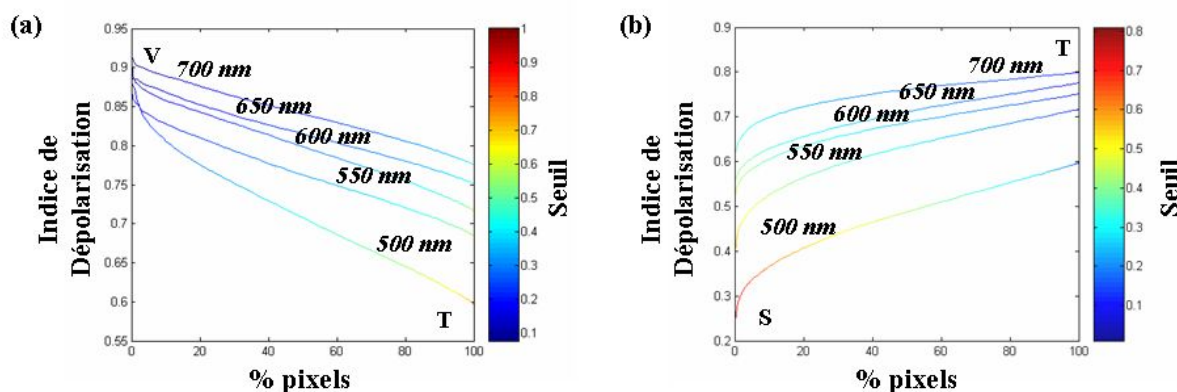 (a)
0.95
0.9
0.85
0.8
0.75
0.7
0.65
0.6
0.55
Indice de
Dépolarisation
V
700 nm
650 nm
600 nm
550 nm
500 nm
T
0 20 40 60 80 100
% pixels
1
0.9
0.8
0.7
0.6
0.5
0.4
0.3
0.2
0.1
Seuil
(b)
0.9
0.8
0.7
0.6
0.5
0.4
0.3
0.2
Indice de
Dépolarisation
T
700 nm
650 nm
600 nm
550 nm
500 nm
S
0 20 40 60 80 100
% pixels
0.8
0.7
0.6
0.5
0.4
0.3
0.2
0.1
Seuil